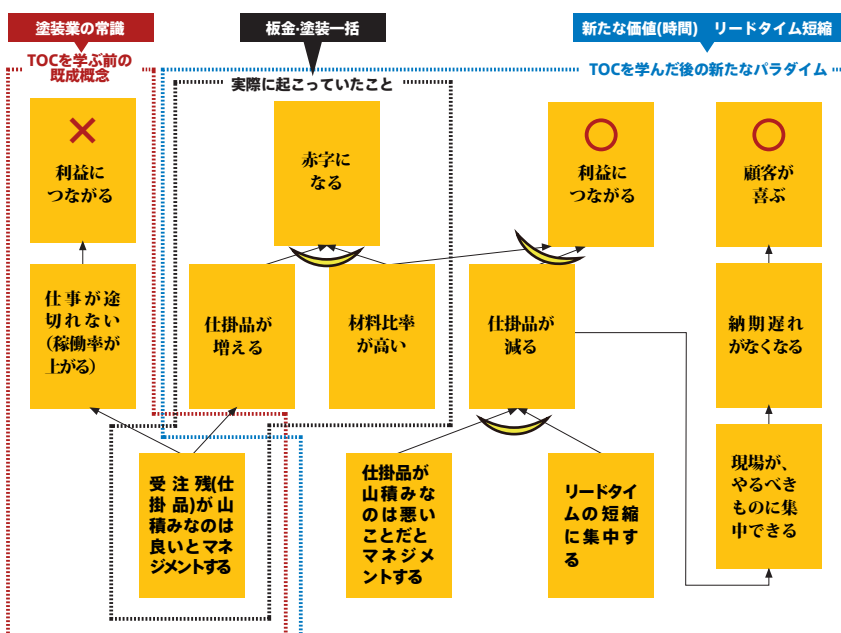 塗装業の常識
板金・塗装一括
新たな価値(時間)　リードタイム短縮
TOCを学ぶ前の
既成概念
実際に起こっていたこと
TOCを学んだ後の新たなパラダイム
利益に
つながる
赤字に
なる
利益に
つながる
顧客が
喜ぶ
仕事が途
切れない
(稼働率が
上がる)
仕掛品が
増える
材料比率
が高い
仕掛品が
減る
納期遅れ
がなくなる
受注残(仕
掛品)が山
積みなのは
良いとマネ
ジメントする
仕掛品が
山積みな
のは悪い
ことだと
マネジメ
ントする
リードタイ
ムの短縮
に集中す
る
現場が、
やるべき
ものに集
中できる